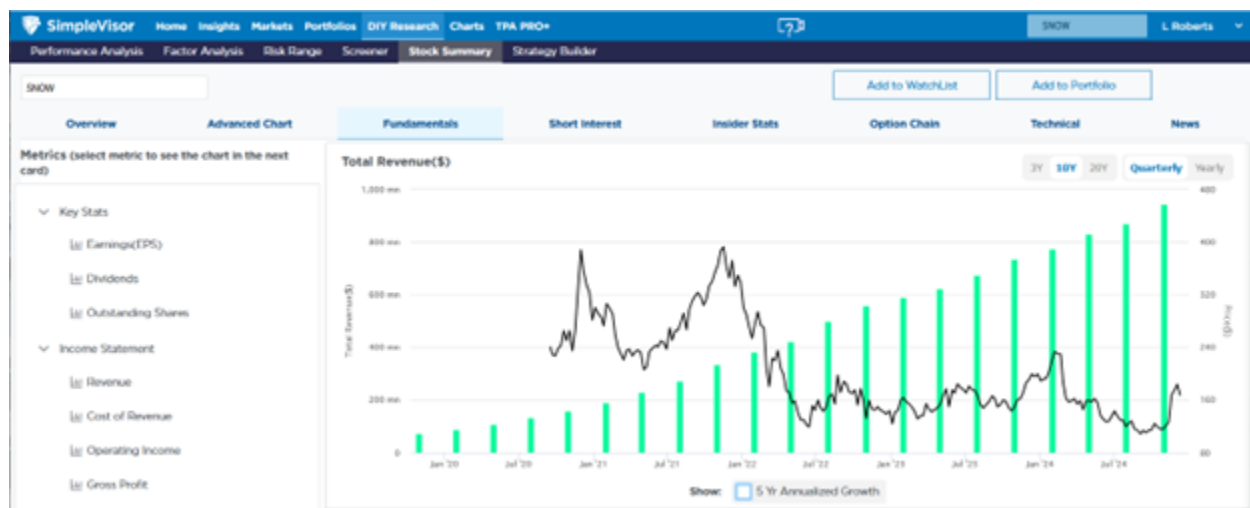 SimpleVisor Home Insights Markets Portfolios DIY Research Charts TPA PRO+ SNOW L Roberts
Performance Analysis Factor Analysis Risk Range Screener Stock Summary Strategy Builder
SNOW Add to WatchList Add to Portfolio
Overview Advanced Chart Fundamentals Short Interest Insider Stats Option Chain Technical News
Metrics (select metric to see the chart in the next
card)
Key Stats
Earnings(EPS)
Dividends
Outstanding Shares
Income Statement
Revenue
Cost of Revenue
Operating Income
Gross Profit
Total Revenue($) 3Y 10Y 20Y Quarterly Yearly
1,000 mn 480
800 mn 400
600 mn 320
400 mn 240
200 mn 160
0 80
Total Revenue($)
Price($)
Jan '20 Jul '20 Jan '21 Jul '21 Jan '22 Jul '22 Jan '23 Jul '23 Jan '24 Jul '24
Show: 5 Yr Annualized Growth